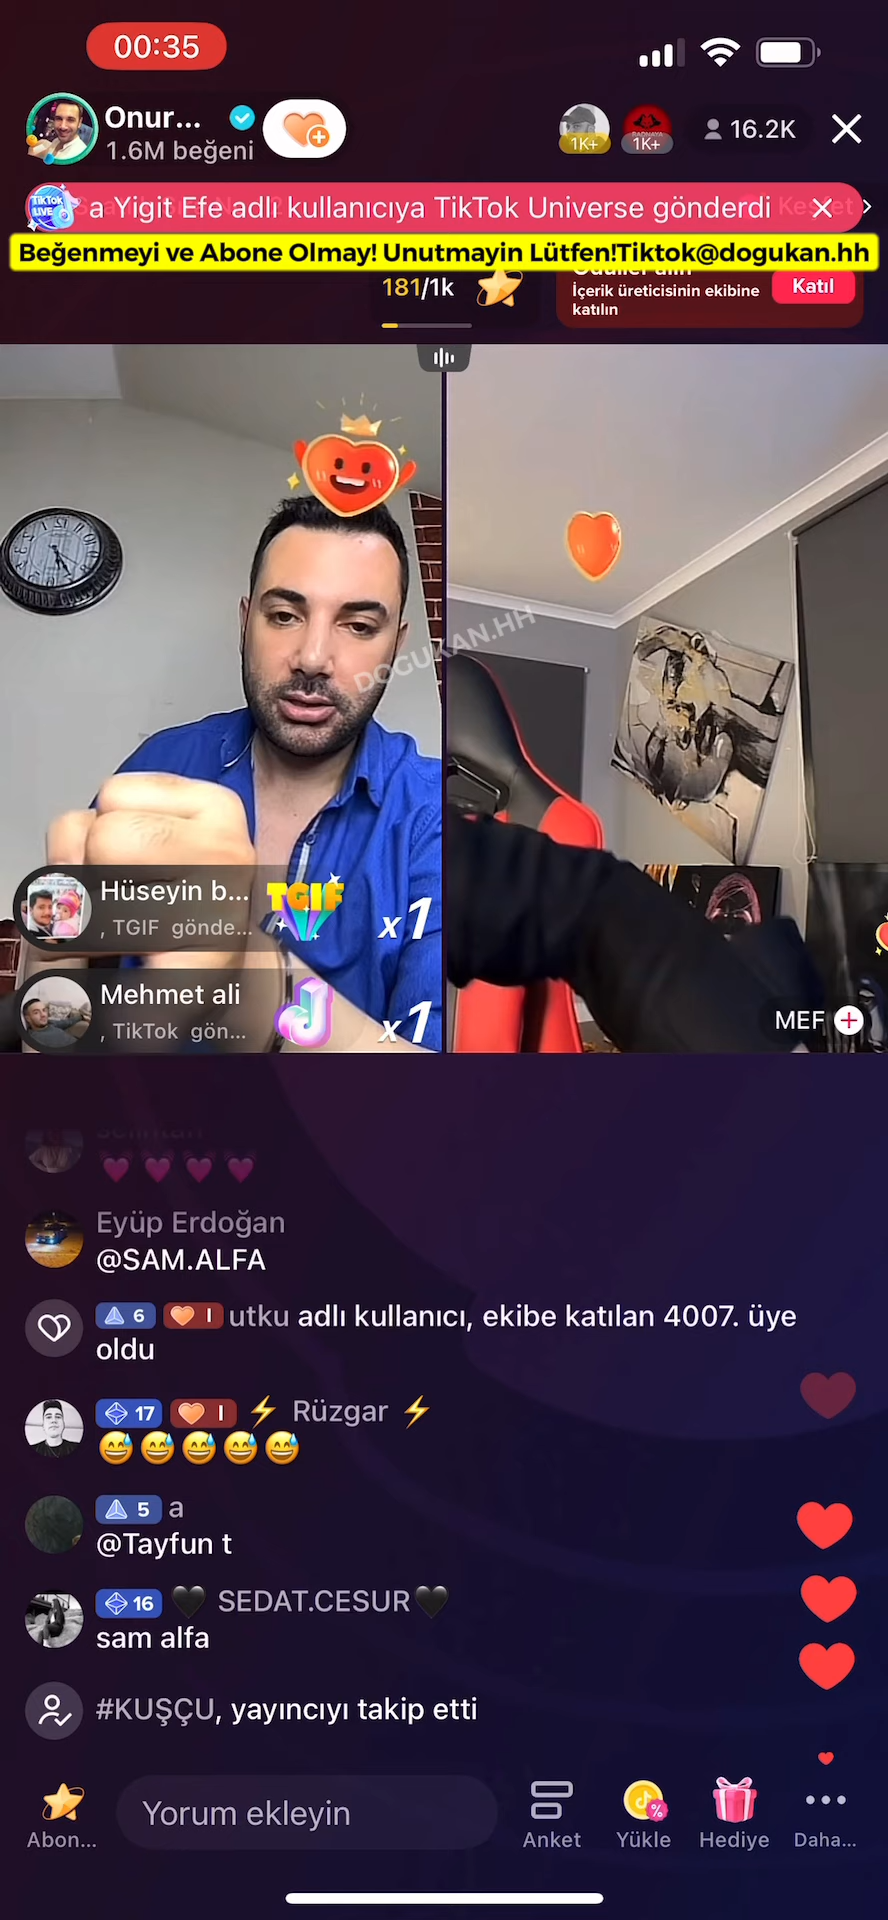 00:35
Onur...
1.6M beğeni
1K+
1K+
16.2K
TikTok LIVE
a Yigit Efe adlı kullanıcıya TikTok Universe gönderdi
Beğenmeyi ve Abone Olmay! Unutmayin Lütfen!Tiktok@dogukan.hh
181/1k
İçerik üreticisinin ekibine
katılın
Katıl
DOGUKAN.HH
Hüseyin b...
, TGIF gönde...
TGIF
x1
Mehmet ali
, TikTok gön...
x1
MEF
Eyüp Erdoğan
@SAM.ALFA
6 I utku adlı kullanıcı, ekibe katılan 4007. üye
oldu
17 I ⚡ Rüzgar ⚡
😅😅😅😅😅
5 a
@Tayfun t
16 🖤 SEDAT.CESUR🖤
sam alfa
#KUŞÇU, yayıncıyı takip etti
Yorum ekleyin
Abon...
Anket
Yükle
Hediye
Daha...